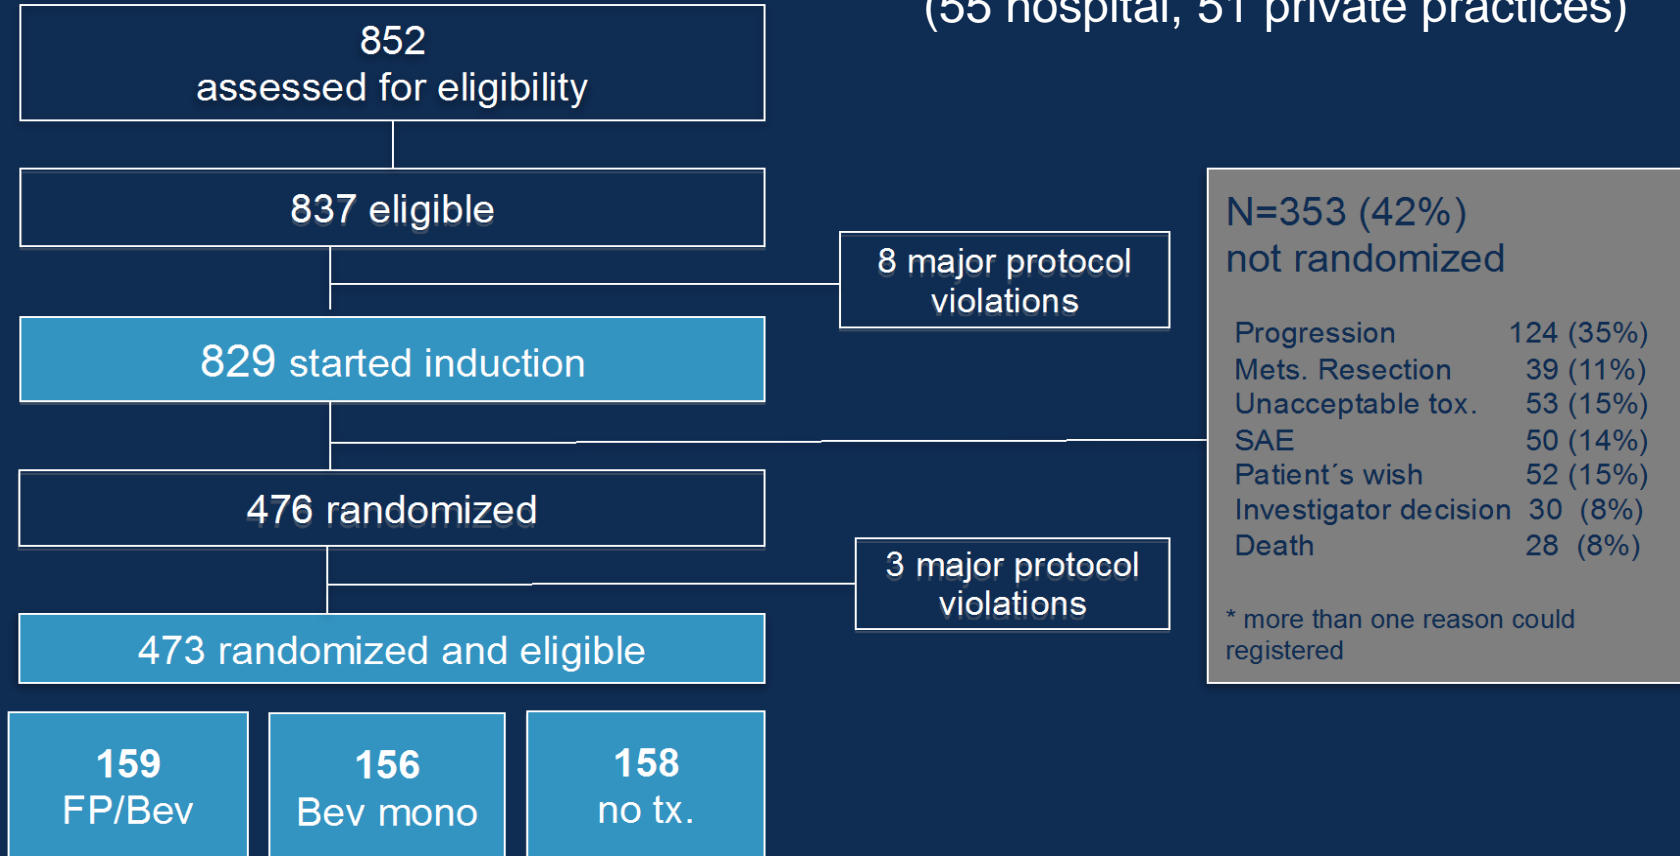 (55 hospital, 51 private practices)
852
assessed for eligibility
837 eligible
8 major protocol
violations
829 started induction
N=353 (42%)
not randomized
Progression 124 (35%)
Mets. Resection 39 (11%)
Unacceptable tox. 53 (15%)
SAE 50 (14%)
Patient´s wish 52 (15%)
Investigator decision 30 (8%)
Death 28 (8%)
* more than one reason could
registered
476 randomized
3 major protocol
violations
473 randomized and eligible
159
FP/Bev
156
Bev mono
158
no tx.